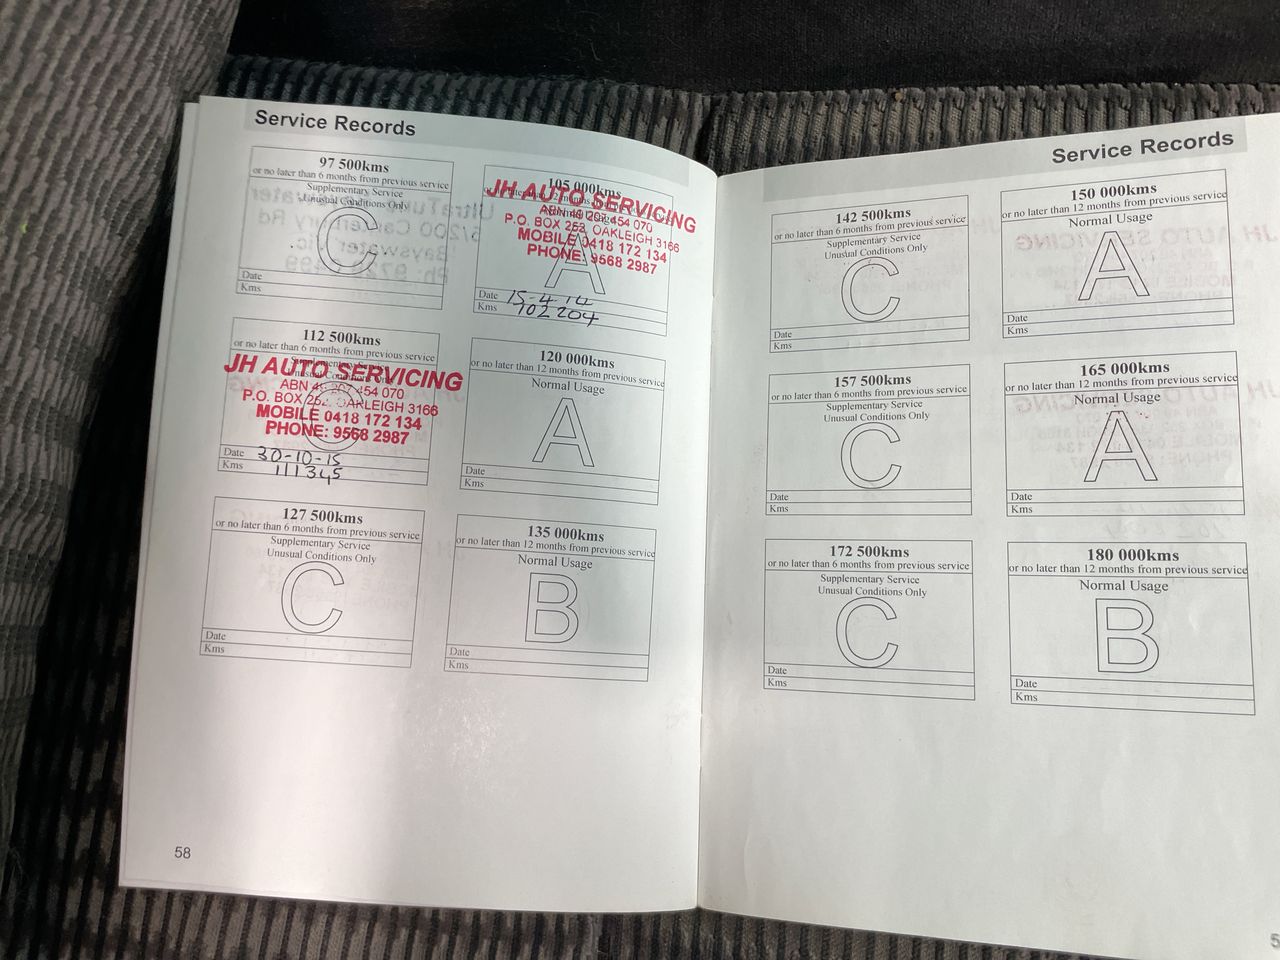 Service Records
97 500kms
or no later than 6 months from previous service
Supplementary Service
Unusual Conditions Only
C
Date
Kms
105 000kms
JH AUTO SERVICING
ABN 48 207 454 070
P.O. BOX 252, OAKLEIGH 3166
MOBILE 0418 172 134
PHONE: 9568 2987
A
Date 15-4-14
Kms 102204
112 500kms
or no later than 6 months from previous service
JH AUTO SERVICING
ABN 48 207 454 070
P.O. BOX 252, OAKLEIGH 3166
MOBILE 0418 172 134
PHONE: 9568 2987
C
Date 30-10-15
Kms 111345
120 000kms
or no later than 12 months from previous service
Normal Usage
A
Date
Kms
127 500kms
or no later than 6 months from previous service
Supplementary Service
Unusual Conditions Only
C
Date
Kms
135 000kms
or no later than 12 months from previous service
Normal Usage
B
Date
Kms
58
Service Records
142 500kms
or no later than 6 months from previous service
Supplementary Service
Unusual Conditions Only
C
Date
Kms
150 000kms
or no later than 12 months from previous service
Normal Usage
A
Date
Kms
157 500kms
or no later than 6 months from previous service
Supplementary Service
Unusual Conditions Only
C
Date
Kms
165 000kms
or no later than 12 months from previous service
Normal Usage
A
Date
Kms
172 500kms
or no later than 6 months from previous service
Supplementary Service
Unusual Conditions Only
C
Date
Kms
180 000kms
or no later than 12 months from previous service
Normal Usage
B
Date
Kms